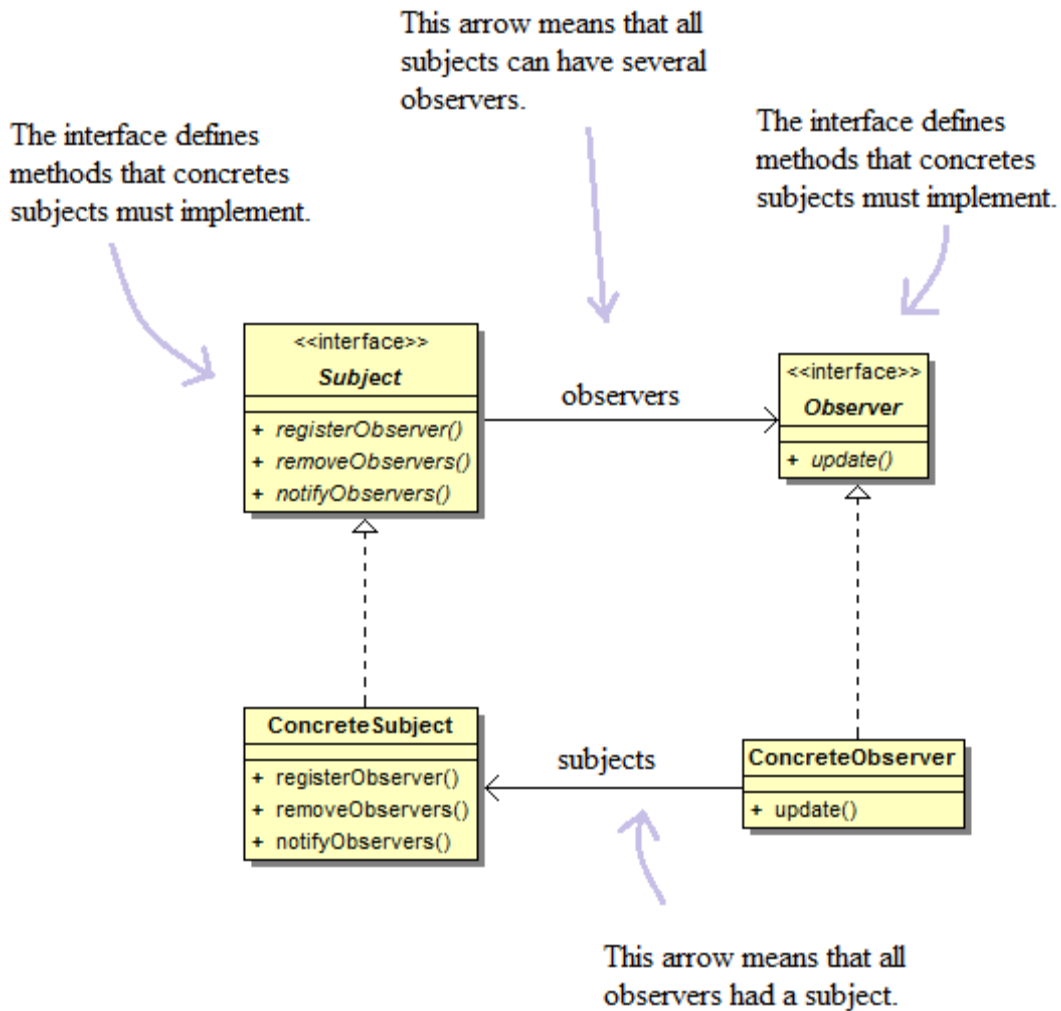 This arrow means that all
subjects can have several
observers.
The interface defines
methods that concretes
subjects must implement.
The interface defines
methods that concretes
subjects must implement.
<<interface>>
Subject
+ registerObserver()
+ removeObservers()
+ notifyObservers()
observers
<<interface>>
Observer
+ update()
ConcreteSubject
+ registerObserver()
+ removeObservers()
+ notifyObservers()
subjects
ConcreteObserver
+ update()
This arrow means that all
observers had a subject.